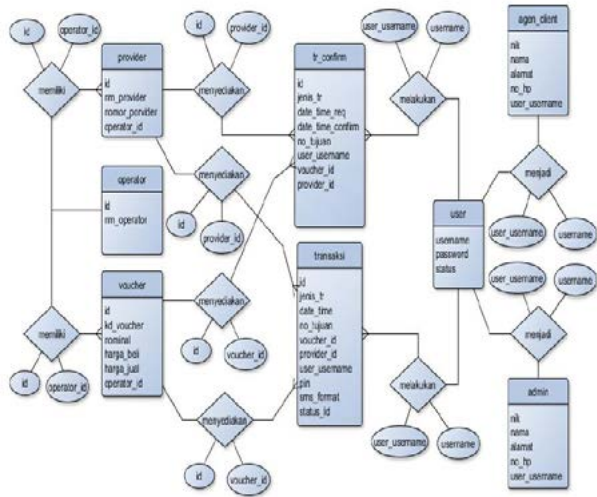 id
operator_id
memiliki
provider
id
nm_provider
nomor_porvider
operator_id
id
provider_id
menyediakan
tr_confirm
id
jenis_tr
date_time_req
date_time_confirm
no_tujuan
user_username
voucher_id
provider_id
user_username
username
melakukan
agen_client
nik
nama
alamat
no_hp
user_username
operator
id
nm_operator
menyediakan
id
provider_id
user
username
password
status
menjadi
user_username
username
voucher
id
kd_voucher
nominal
harga_beli
harga_jual
operator_id
memiliki
id
operator_id
menyediakan
id
voucher_id
transaksi
id
jenis_tr
date_time
no_tujuan
voucher_id
provider_id
user_username
pin
sms_format
status_id
menyediakan
id
voucher_id
melakukan
user_username
username
user_username
username
menjadi
admin
nik
nama
alamat
no_hp
user_username